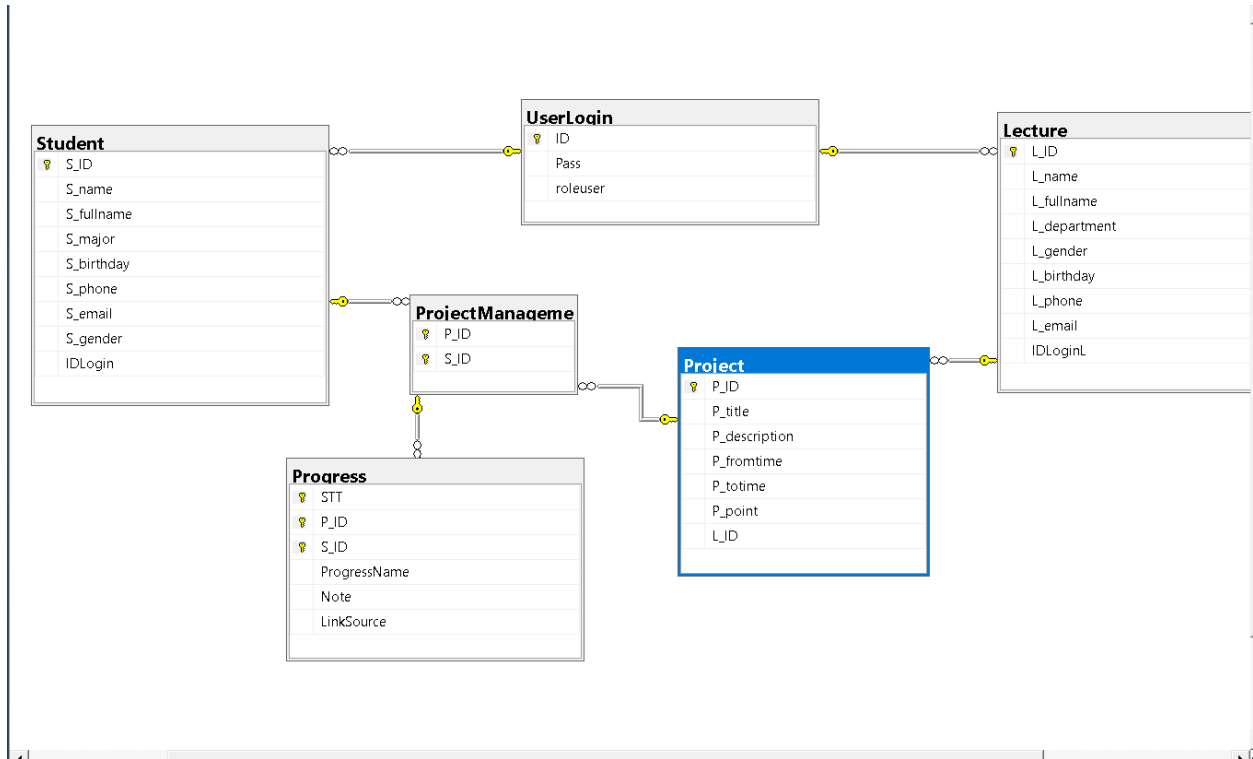 Student
S_ID
S_name
S_fullname
S_major
S_birthday
S_phone
S_email
S_gender
IDLogin
UserLogin
ID
Pass
roleuser
Lecture
L_ID
L_name
L_fullname
L_department
L_gender
L_birthday
L_phone
L_email
IDLoginL
ProjectManageme
P_ID
S_ID
Project
P_ID
P_title
P_description
P_fromtime
P_totime
P_point
L_ID
Progress
STT
P_ID
S_ID
ProgressName
Note
LinkSource